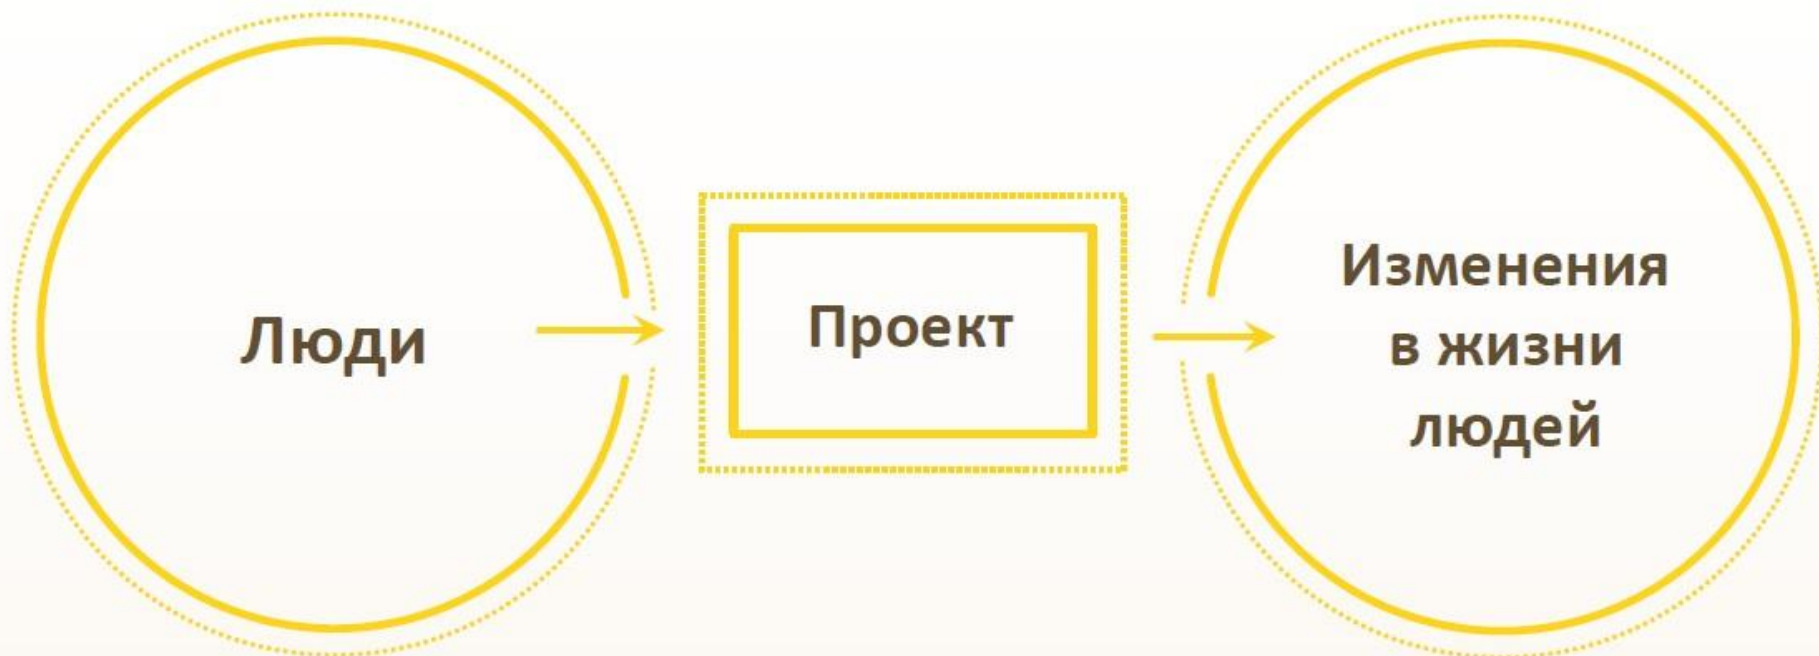 Люди
Проект
Изменения
в жизни
людей